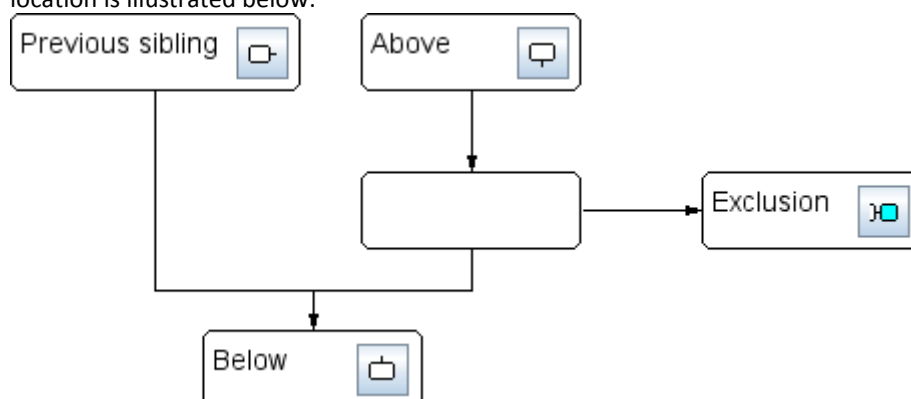 location is illustrated below:
Previous sibling
Above
Exclusion
Below